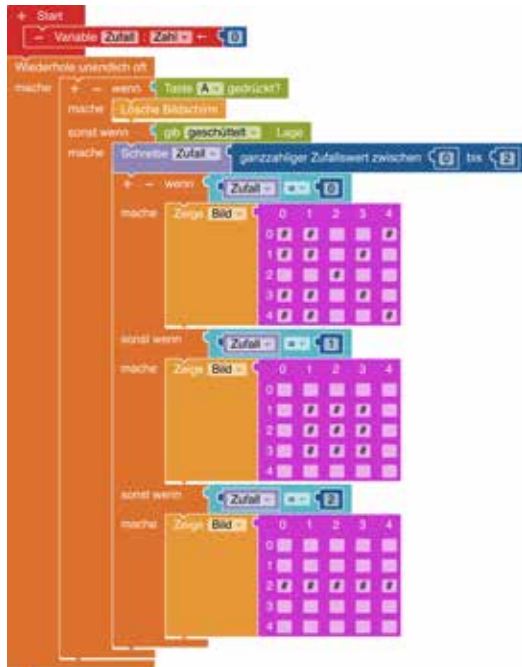 + Start
− Variable Zufall : Zahl ← 0
Wiederhole unendlich oft
mache + − wenn Taste A gedrückt?
mache Lösche Bildschirm
sonst wenn gib geschüttelt Lage
mache Schreibe Zufall ganzzahliger Zufallswert zwischen 0 bis 2
+ − wenn Zufall = 0
mache Zeige Bild 0 1 2 3 4
0 # # #
1 # # #
2 #
3 # # #
4 # # #
sonst wenn Zufall = 1
mache Zeige Bild 0 1 2 3 4
0
1 # # #
2 # # #
3 # # #
4
sonst wenn Zufall = 2
mache Zeige Bild 0 1 2 3 4
0
1
2 # # # # #
3
4